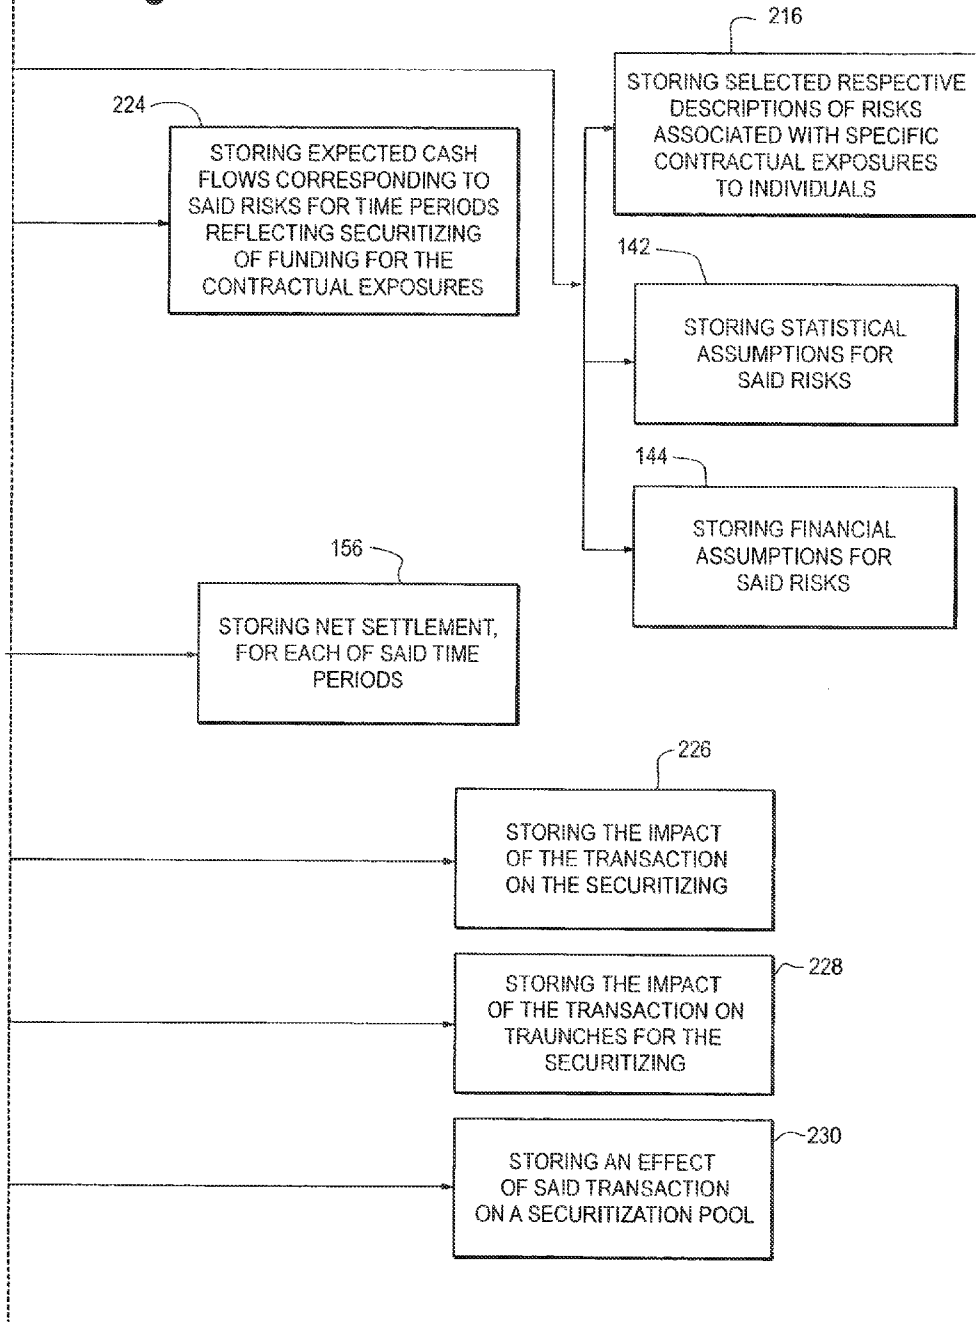 216
STORING SELECTED RESPECTIVE
DESCRIPTIONS OF RISKS
ASSOCIATED WITH SPECIFIC
CONTRACTUAL EXPOSURES
TO INDIVIDUALS
224
STORING EXPECTED CASH
FLOWS CORRESPONDING TO
SAID RISKS FOR TIME PERIODS
REFLECTING SECURITIZING
OF FUNDING FOR THE
CONTRACTUAL EXPOSURES
142
STORING STATISTICAL
ASSUMPTIONS FOR
SAID RISKS
144
STORING FINANCIAL
ASSUMPTIONS FOR
SAID RISKS
156
STORING NET SETTLEMENT,
FOR EACH OF SAID TIME
PERIODS
226
STORING THE IMPACT
OF THE TRANSACTION
ON THE SECURITIZING
228
STORING THE IMPACT
OF THE TRANSACTION ON
TRAUNCHES FOR THE
SECURITIZING
230
STORING AN EFFECT
OF SAID TRANSACTION
ON A SECURITIZATION POOL